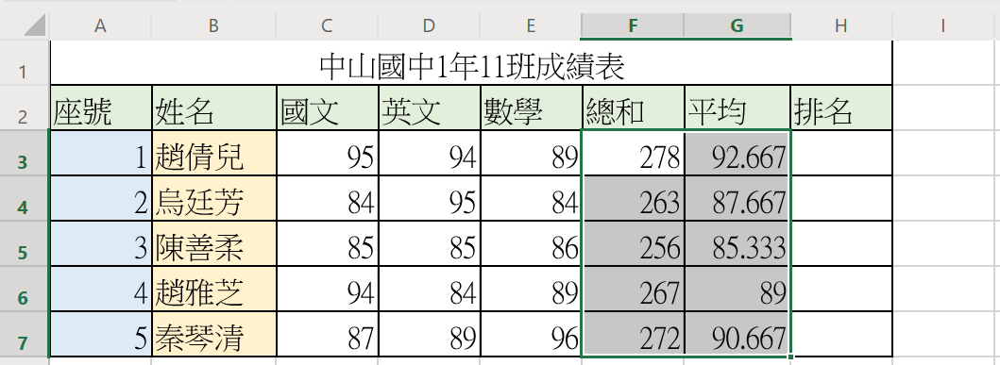 A B C D E F G H I
1 中山國中1年11班成績表
2 座號 姓名 國文 英文 數學 總和 平均 排名
3 1 趙倩兒 95 94 89 278 92.667
4 2 烏廷芳 84 95 84 263 87.667
5 3 陳善柔 85 85 86 256 85.333
6 4 趙雅芝 94 84 89 267 89
7 5 秦琴清 87 89 96 272 90.667